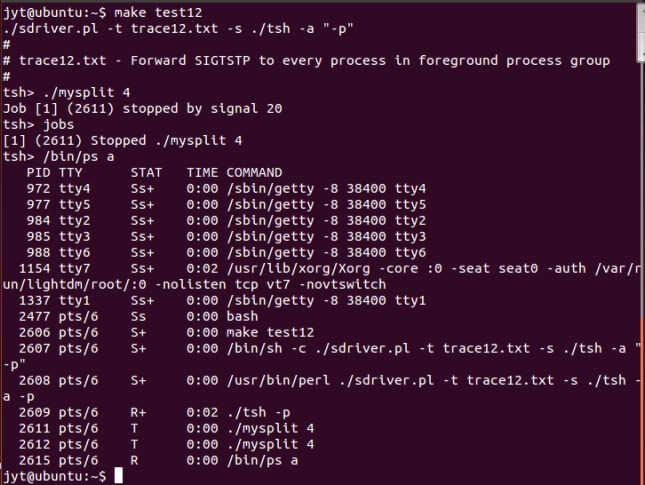 jyt@ubuntu:~$ make test12
./sdriver.pl -t trace12.txt -s ./tsh -a "-p"
#
# trace12.txt - Forward SIGTSTP to every process in foreground process group
#
tsh> ./mysplit 4
Job [1] (2611) stopped by signal 20
tsh> jobs
[1] (2611) Stopped ./mysplit 4
tsh> /bin/ps a
  PID TTY      STAT   TIME COMMAND
  972 tty4     Ss+    0:00 /sbin/getty -8 38400 tty4
  977 tty5     Ss+    0:00 /sbin/getty -8 38400 tty5
  984 tty2     Ss+    0:00 /sbin/getty -8 38400 tty2
  985 tty3     Ss+    0:00 /sbin/getty -8 38400 tty3
  988 tty6     Ss+    0:00 /sbin/getty -8 38400 tty6
 1154 tty7     Ss+    0:02 /usr/lib/xorg/Xorg -core :0 -seat seat0 -auth /var/r
un/lightdm/root/:0 -nolisten tcp vt7 -novtswitch
 1337 tty1     Ss+    0:00 /sbin/getty -8 38400 tty1
 2477 pts/6    Ss     0:00 bash
 2606 pts/6    S+     0:00 make test12
 2607 pts/6    S+     0:00 /bin/sh -c ./sdriver.pl -t trace12.txt -s ./tsh -a "
-p"
 2608 pts/6    S+     0:00 /usr/bin/perl ./sdriver.pl -t trace12.txt -s ./tsh -
a -p
 2609 pts/6    R+     0:02 ./tsh -p
 2611 pts/6    T      0:00 ./mysplit 4
 2612 pts/6    T      0:00 ./mysplit 4
 2615 pts/6    R      0:00 /bin/ps a
jyt@ubuntu:~$